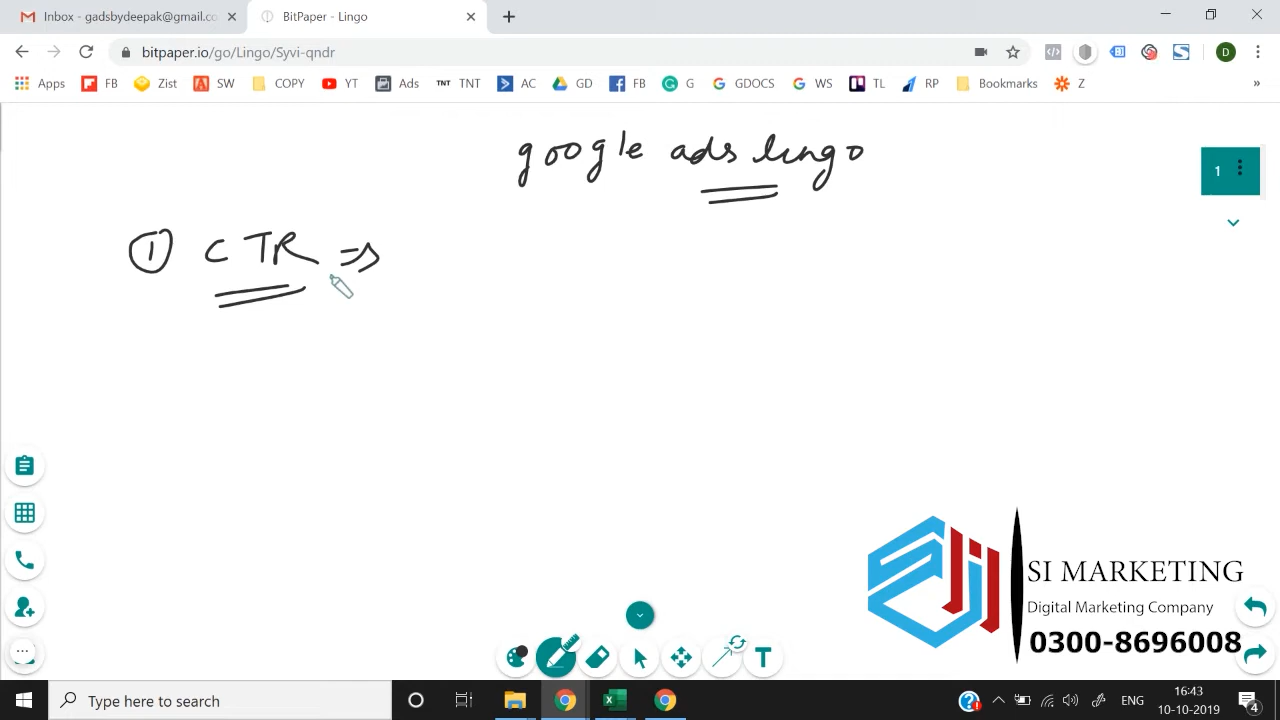 Inbox - gadsbydeepak@gmail.co
BitPaper - Lingo
bitpaper.io/go/Lingo/Syvi-qndr
D
Apps FB Zist SW COPY YT Ads TNT TNT AC GD FB G GDOCS WS TL RP Bookmarks Z »
google ads lingo
1
① CTR ⇒
SI MARKETING
Digital Marketing Company
0300-8696008
T
Type here to search
ENG
16:43
10-10-2019
4